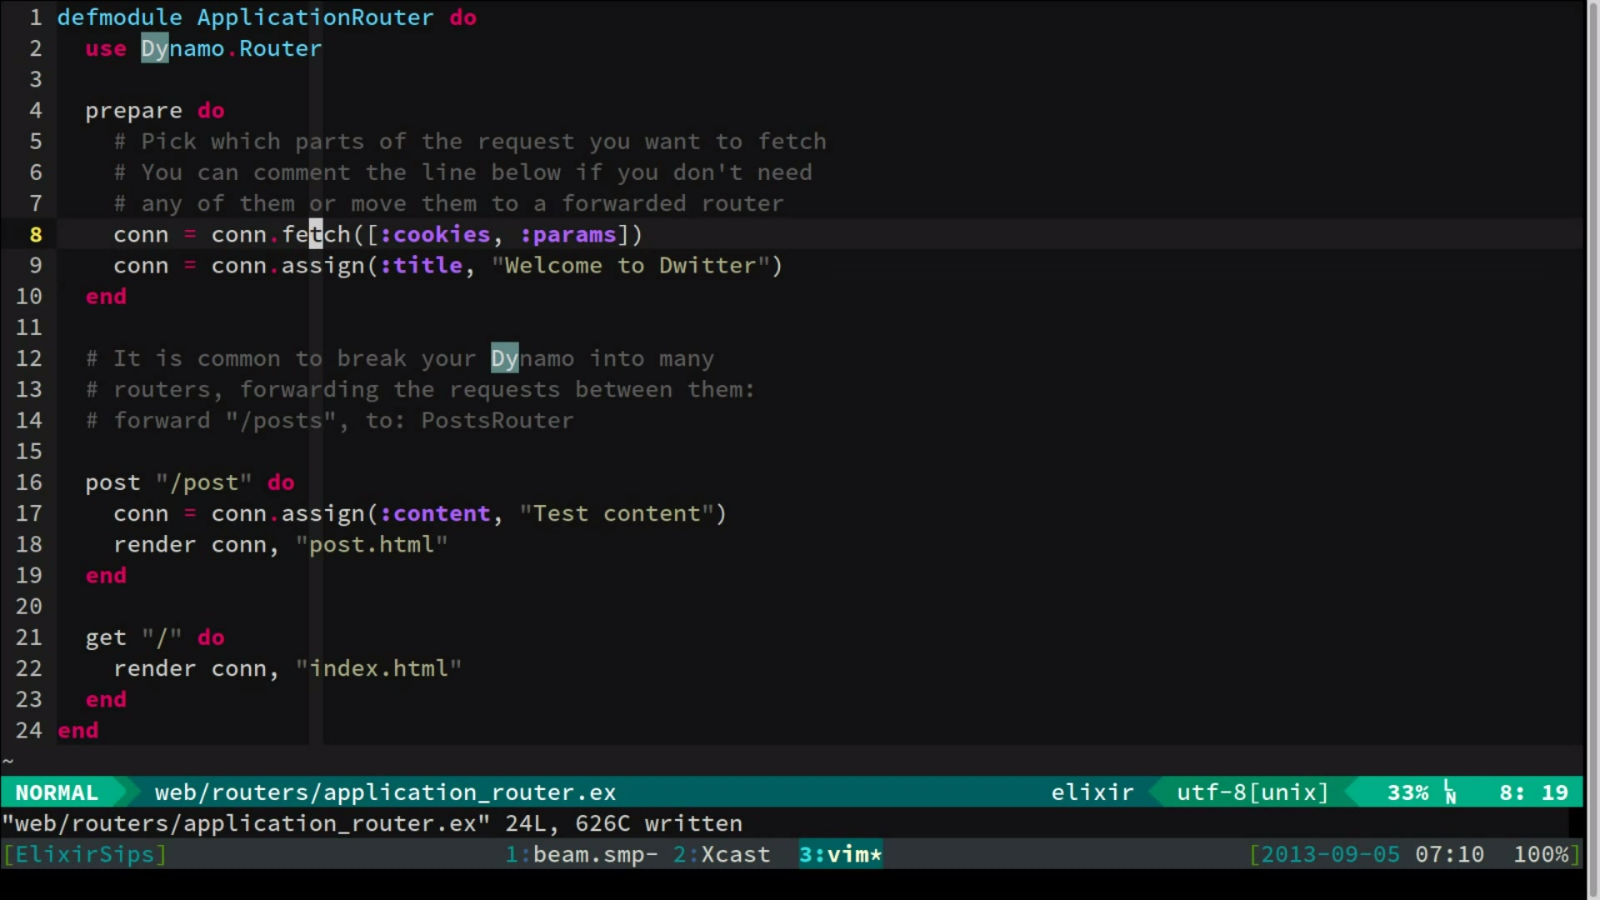 1 defmodule ApplicationRouter do
2   use Dynamo.Router
3
4   prepare do
5     # Pick which parts of the request you want to fetch
6     # You can comment the line below if you don't need
7     # any of them or move them to a forwarded router
8     conn = conn.fetch([:cookies, :params])
9     conn = conn.assign(:title, "Welcome to Dwitter")
10   end
11
12   # It is common to break your Dynamo into many
13   # routers, forwarding the requests between them:
14   # forward "/posts", to: PostsRouter
15
16   post "/post" do
17     conn = conn.assign(:content, "Test content")
18     render conn, "post.html"
19   end
20
21   get "/" do
22     render conn, "index.html"
23   end
24 end
~
NORMAL web/routers/application_router.ex elixir utf-8[unix] 33% LN 8: 19
"web/routers/application_router.ex" 24L, 626C written
[ElixirSips] 1:beam.smp- 2:Xcast 3:vim* [2013-09-05 07:10 100%]